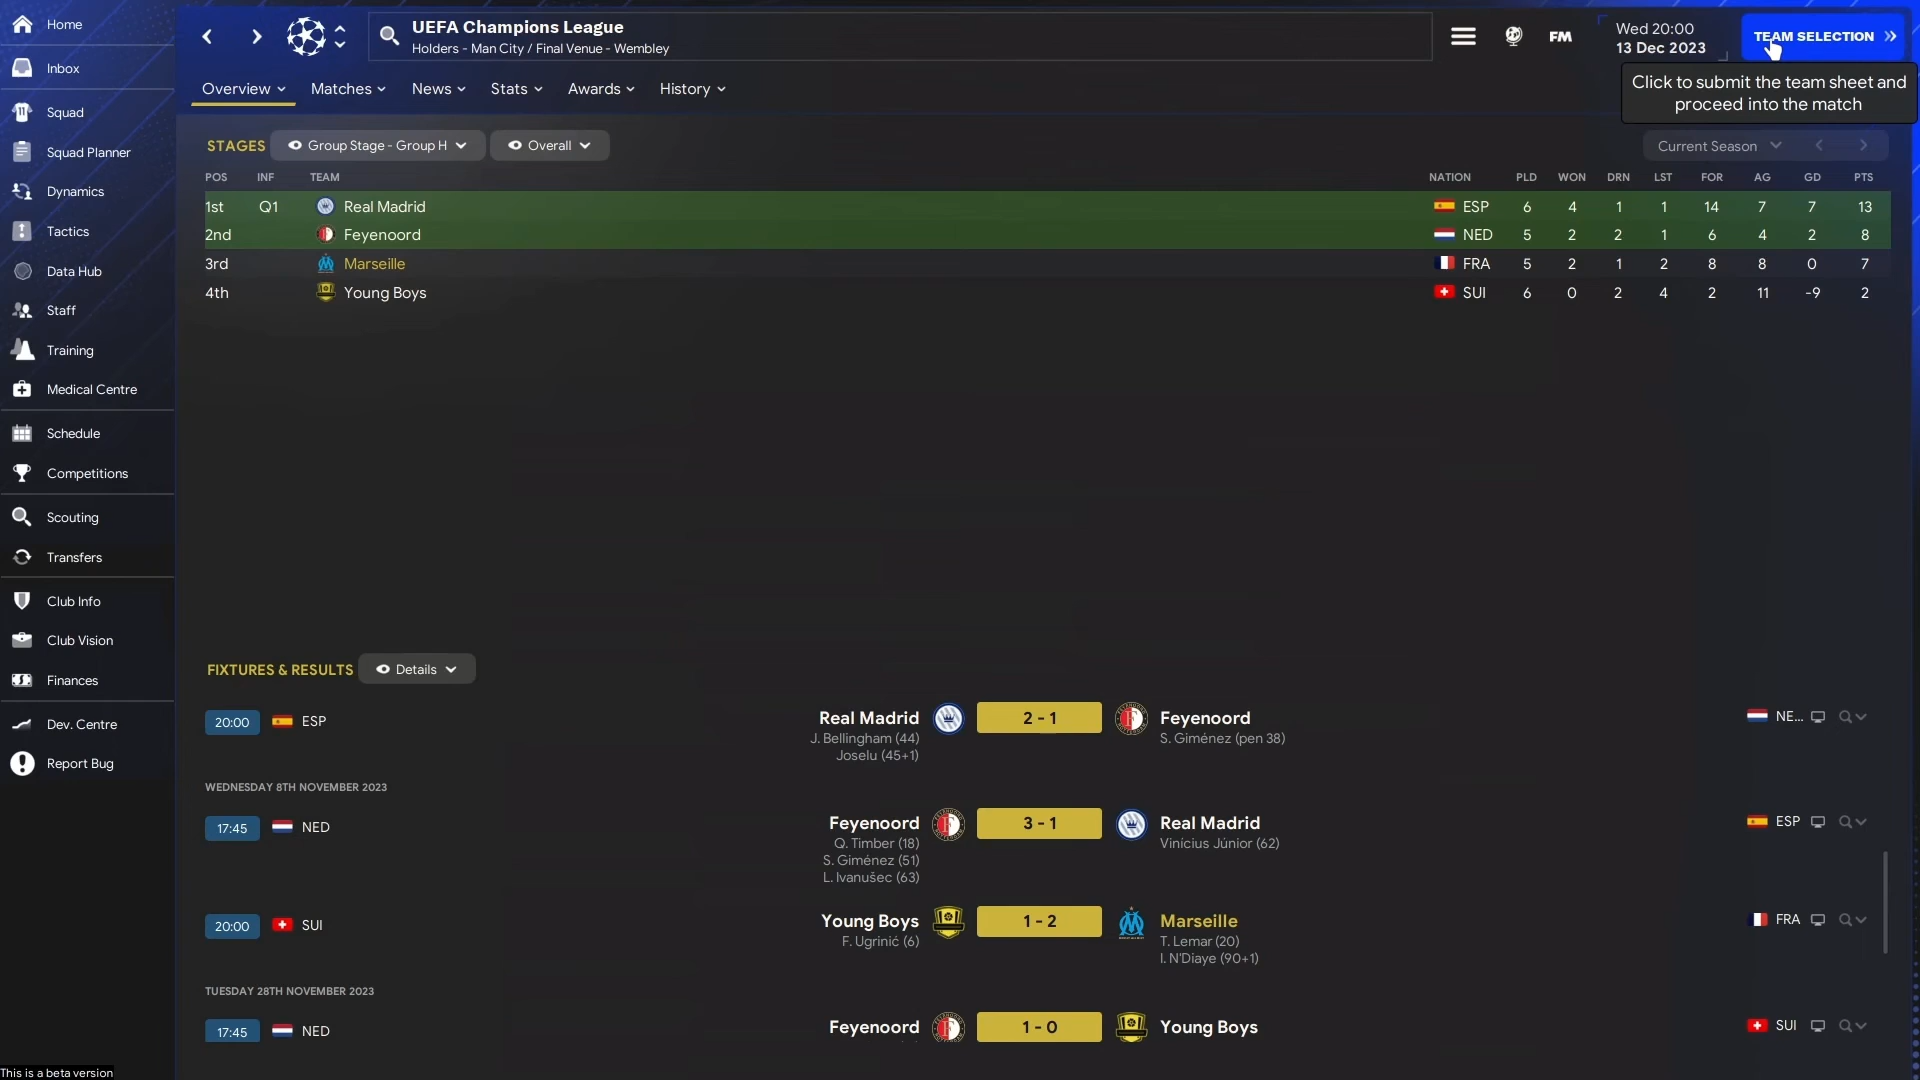 Home
Inbox
Squad
Squad Planner
Dynamics
Tactics
Data Hub
Staff
Training
Medical Centre
Schedule
Competitions
Scouting
Transfers
Club Info
Club Vision
Finances
Dev. Centre
Report Bug
This is a beta version
UEFA Champions League
Holders - Man City / Final Venue - Wembley
FM
Wed 20:00
13 Dec 2023
TEAM SELECTION
Click to submit the team sheet and
proceed into the match
Overview Matches News Stats Awards History
STAGES Group Stage - Group H Overall Current Season
POS INF TEAM NATION PLD WON DRN LST FOR AG GD PTS
1st Q1 Real Madrid ESP 6 4 1 1 14 7 7 13
2nd Feyenoord NED 5 2 2 1 6 4 2 8
3rd Marseille FRA 5 2 1 2 8 8 0 7
4th Young Boys SUI 6 0 2 4 2 11 -9 2
FIXTURES & RESULTS Details
20:00 ESP Real Madrid 2 - 1 Feyenoord NE...
J. Bellingham (44) S. Giménez (pen 38)
Joselu (45+1)
WEDNESDAY 8TH NOVEMBER 2023
17:45 NED Feyenoord 3 - 1 Real Madrid ESP
Q. Timber (18) Vinícius Júnior (62)
S. Giménez (51)
L. Ivanušec (63)
20:00 SUI Young Boys 1 - 2 Marseille FRA
F. Ugrinić (6) T. Lemar (20)
I. N'Diaye (90+1)
TUESDAY 28TH NOVEMBER 2023
17:45 NED Feyenoord 1 - 0 Young Boys SUI